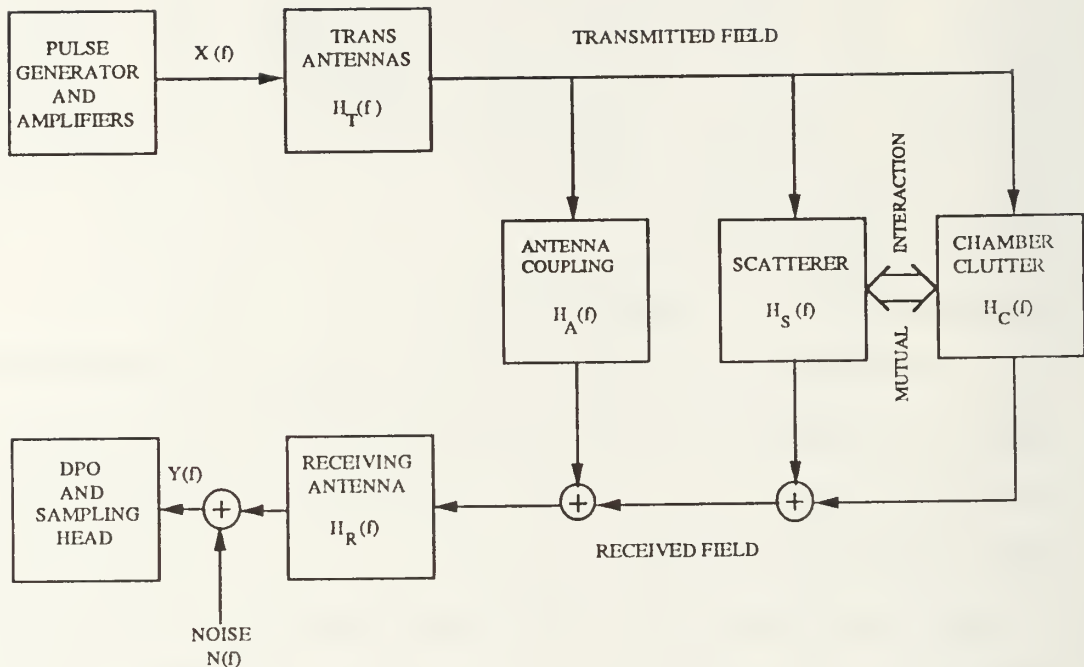 PULSE
GENERATOR
AND
AMPLIFIERS
X (f)
TRANS
ANTENNAS
H_T(f)
TRANSMITTED FIELD
ANTENNA
COUPLING
H_A(f)
SCATTERER
H_S(f)
MUTUAL INTERACTION
CHAMBER
CLUTTER
H_C(f)
DPO
AND
SAMPLING
HEAD
Y(f)
+
NOISE
N(f)
RECEIVING
ANTENNA
H_R(f)
+
+
RECEIVED FIELD